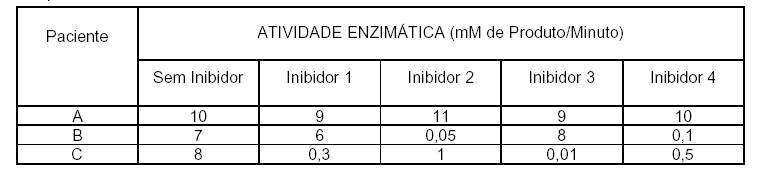 Paciente
ATIVIDADE ENZIMÁTICA (mM de Produto/Minuto)
Sem Inibidor Inibidor 1 Inibidor 2 Inibidor 3 Inibidor 4
A 10 9 11 9 10
B 7 6 0,05 8 0,1
C 8 0,3 1 0,01 0,5